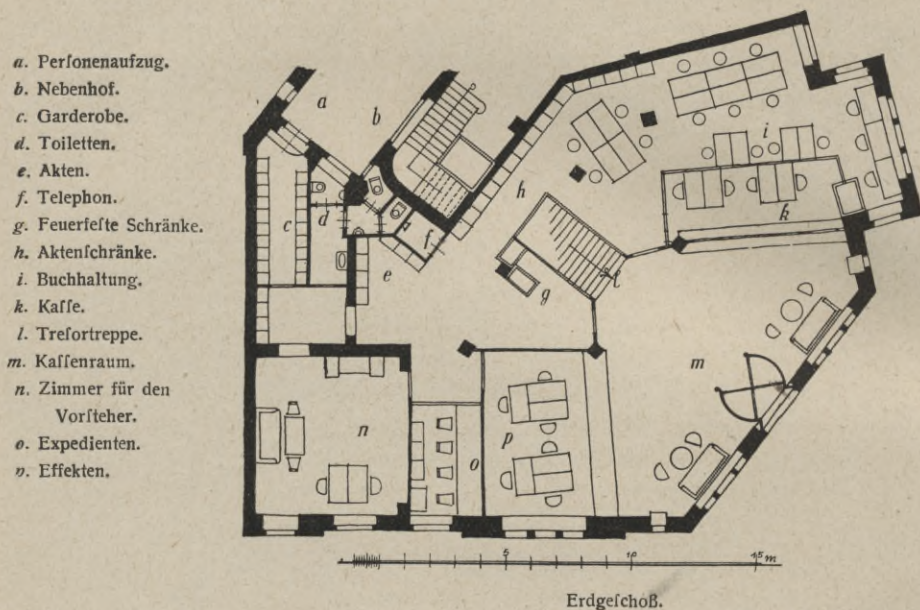 a. Perſonenaufzug.
b. Nebenhof.
c. Garderobe.
d. Toiletten.
e. Akten.
f. Telephon.
g. Feuerfeſte Schränke.
h. Aktenſchränke.
i. Buchhaltung.
k. Kaſſe.
l. Treſortreppe.
m. Kaſſenraum.
n. Zimmer für den
Vorſteher.
o. Expedienten.
p. Effekten.
a
b
h
i
c
d
f
k
e
g
l
m
n
o
p
5
10
15 m
Erdgeſchoß.